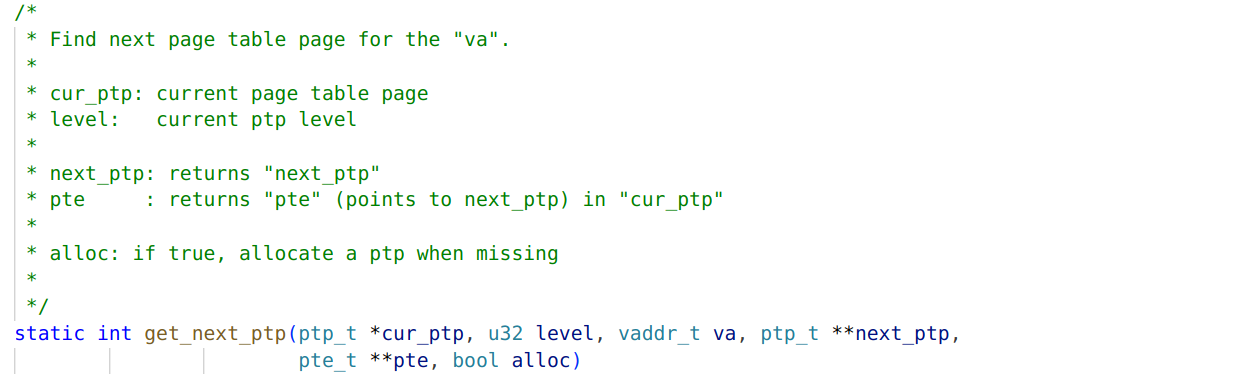 /*
 * Find next page table page for the "va".
 *
 * cur_ptp: current page table page
 * level:   current ptp level
 *
 * next_ptp: returns "next_ptp"
 * pte     : returns "pte" (points to next_ptp) in "cur_ptp"
 *
 * alloc: if true, allocate a ptp when missing
 *
 */
static int get_next_ptp(ptp_t *cur_ptp, u32 level, vaddr_t va, ptp_t **next_ptp,
                        pte_t **pte, bool alloc)